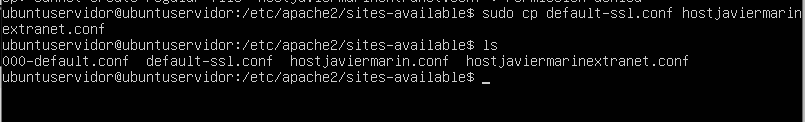 ubuntuservidor@ubuntuservidor:/etc/apache2/sites-available$ sudo cp default-ssl.conf hostjaviermarin
extranet.conf
ubuntuservidor@ubuntuservidor:/etc/apache2/sites-available$ ls
000-default.conf  default-ssl.conf  hostjaviermarin.conf  hostjaviermarinextranet.conf
ubuntuservidor@ubuntuservidor:/etc/apache2/sites-available$ _